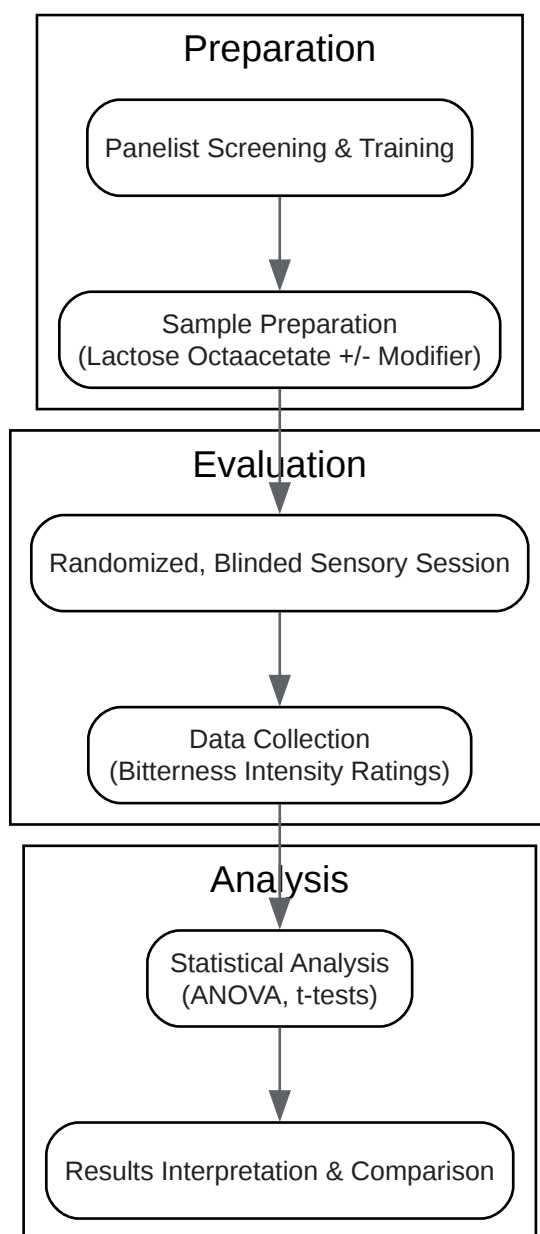 Preparation
Panelist Screening & Training
Sample Preparation
(Lactose Octaacetate +/- Modifier)
Evaluation
Randomized, Blinded Sensory Session
Data Collection
(Bitterness Intensity Ratings)
Analysis
Statistical Analysis
(ANOVA, t-tests)
Results Interpretation & Comparison